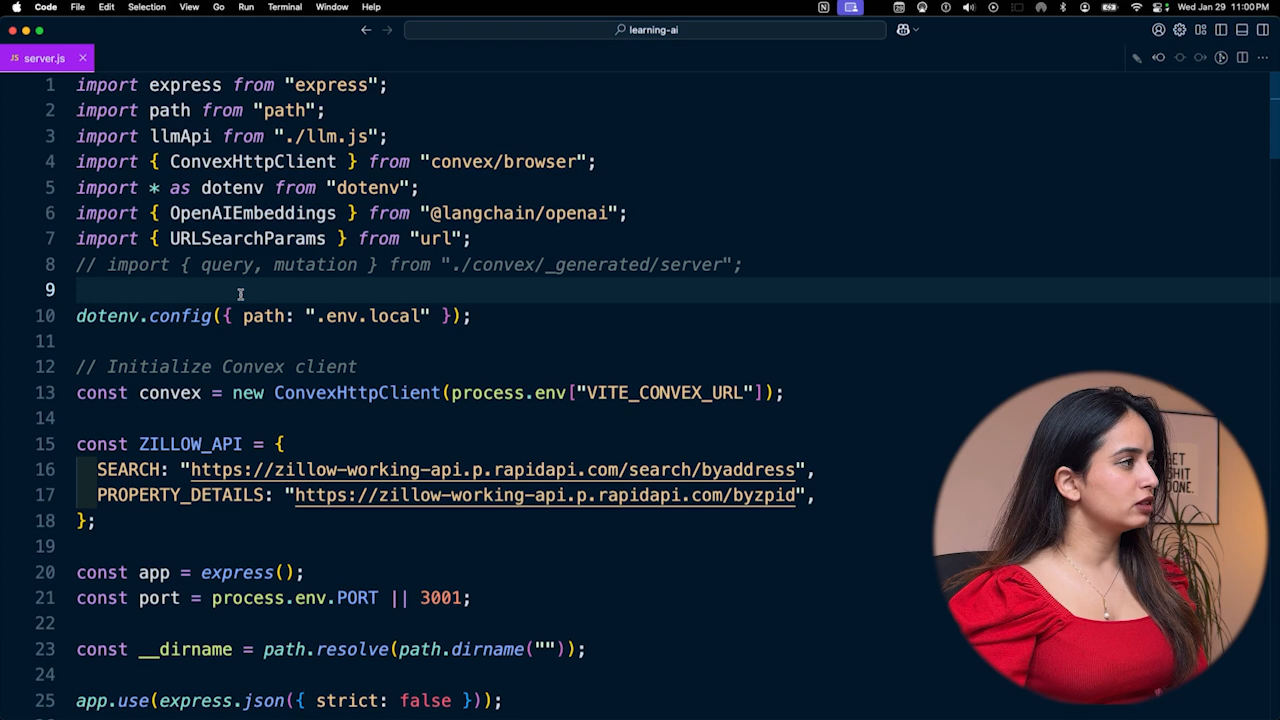 Code File Edit Selection View Go Run Terminal Window Help Wed Jan 29 11:00 PM
learning-ai
JS server.js
1 import express from "express";
2 import path from "path";
3 import llmApi from "./llm.js";
4 import { ConvexHttpClient } from "convex/browser";
5 import * as dotenv from "dotenv";
6 import { OpenAIEmbeddings } from "@langchain/openai";
7 import { URLSearchParams } from "url";
8 // import { query, mutation } from "./convex/_generated/server";
9
10 dotenv.config({ path: ".env.local" });
11
12 // Initialize Convex client
13 const convex = new ConvexHttpClient(process.env["VITE_CONVEX_URL"]);
14
15 const ZILLOW_API = {
16 SEARCH: "https://zillow-working-api.p.rapidapi.com/search/byaddress",
17 PROPERTY_DETAILS: "https://zillow-working-api.p.rapidapi.com/byzpid",
18 };
19
20 const app = express();
21 const port = process.env.PORT || 3001;
22
23 const __dirname = path.resolve(path.dirname(""));
24
25 app.use(express.json({ strict: false }));
GET
SHIT
DONE.